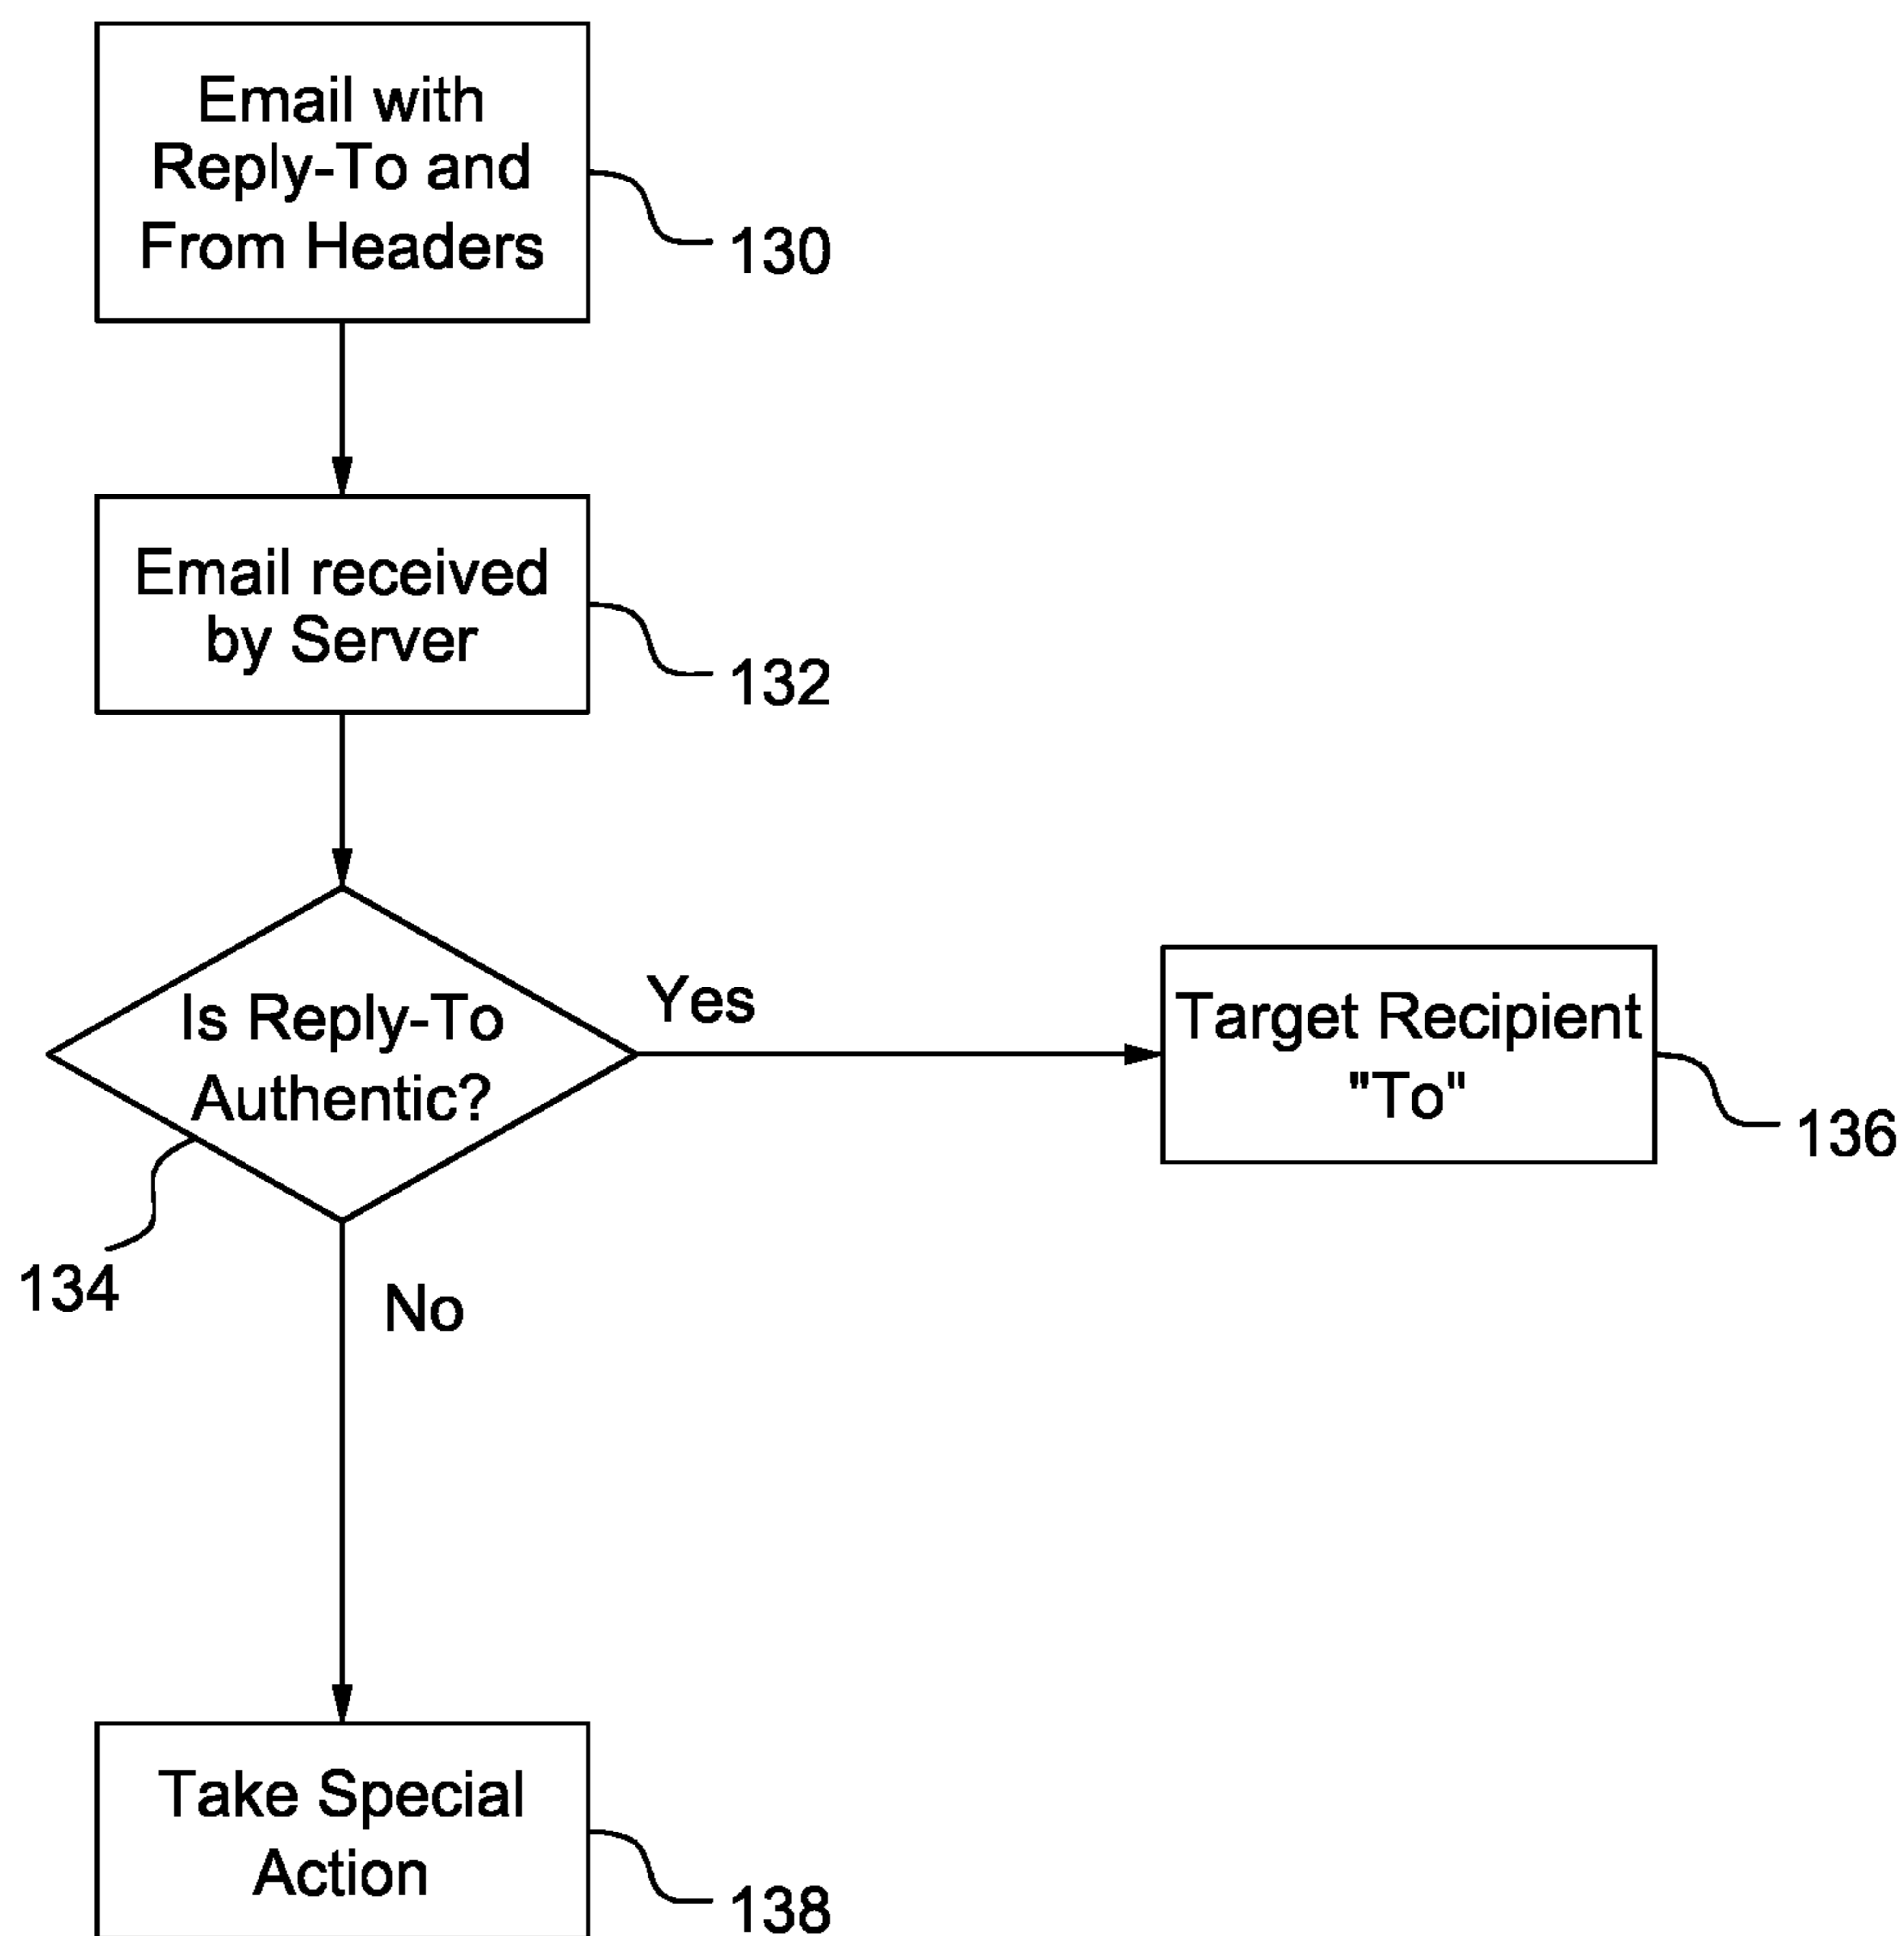 Email with
Reply-To and
From Headers
130
Email received
by Server
132
Is Reply-To
Authentic?
Yes
Target Recipient
"To"
136
134
No
Take Special
Action
138